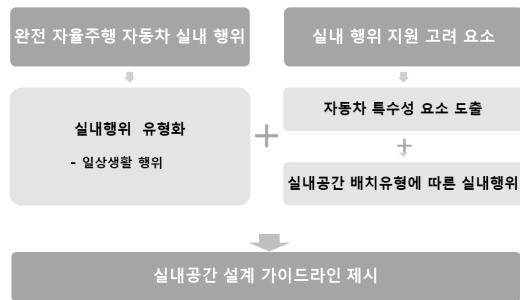 완전 자율주행 자동차 실내 행위
실내 행위 지원 고려 요소
실내행위 유형화
- 일상생활 행위
+
자동차 특수성 요소 도출
+
실내공간 배치유형에 따른 실내행위
실내공간 설계 가이드라인 제시